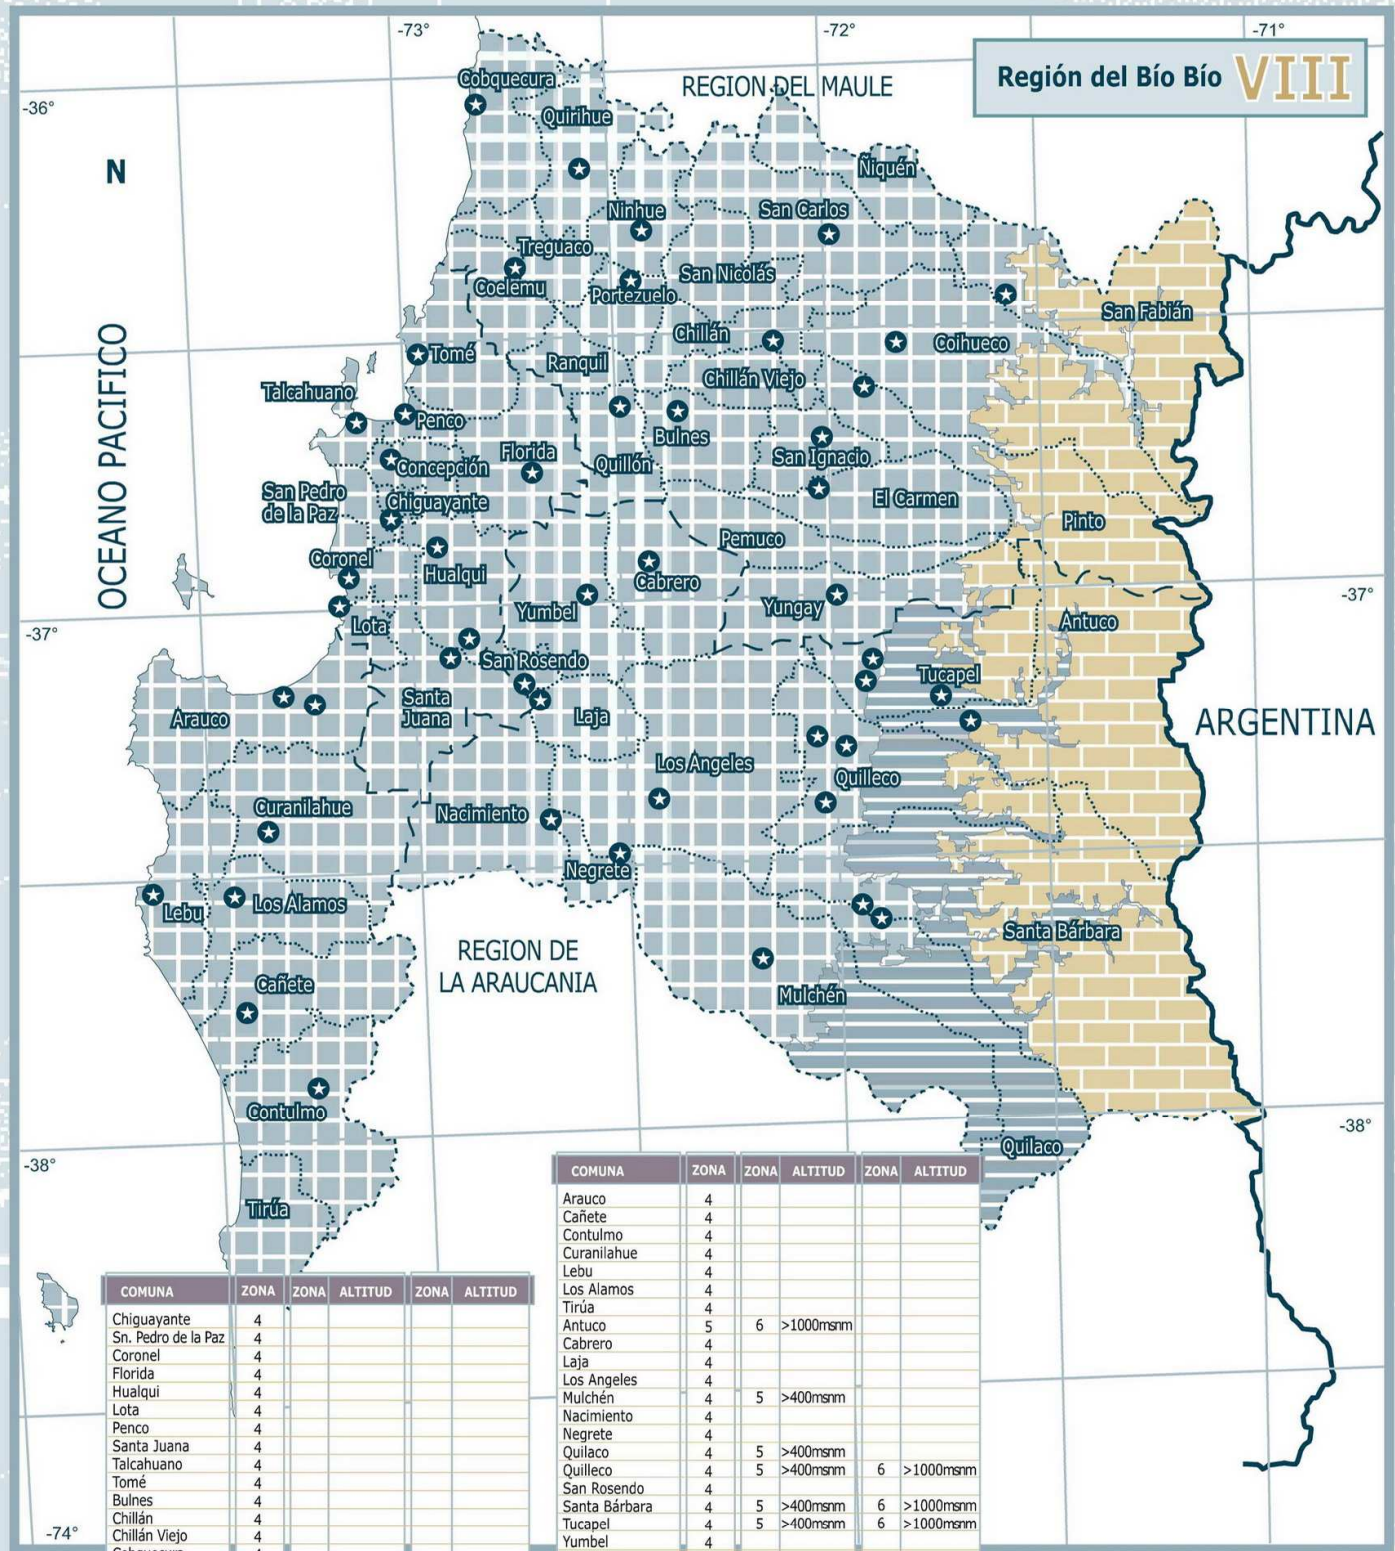 -73°
-72°
-71°
Región del Bío Bío VIII
-36°
N
REGION DEL MAULE
Cobquecura
Quirihue
Ñiquén
Ninhue
San Carlos
Treguaco
Coelemu
Portezuelo
San Nicolás
San Fabián
Chillán
Coihueco
Tomé
Ranquil
Chillán Viejo
Talcahuano
Penco
Bulnes
Concepción
Florida
Quillón
San Ignacio
San Pedro
de la Paz
Chiguayante
El Carmen
Pinto
OCEANO PACIFICO
Coronel
Hualqui
Pemuco
Cabrero
Yumbel
Yungay
-37°
-37°
Lota
Antuco
San Rosendo
Tucapel
Santa
Juana
Arauco
Laja
ARGENTINA
Los Angeles
Quilleco
Curanilahue
Nacimiento
Negrete
Lebu
Los Álamos
Santa Bárbara
REGION DE
LA ARAUCANIA
Cañete
Mulchén
Contulmo
-38°
-38°
Quilaco
Tirúa
COMUNA ZONA ZONA ALTITUD ZONA ALTITUD
Arauco 4
Cañete 4
Contulmo 4
Curanilahue 4
Lebu 4
Los Alamos 4
Tirúa 4
Antuco 5 6 >1000msnm
Cabrero 4
Laja 4
Los Angeles 4
Mulchén 4 5 >400msnm
Nacimiento 4
Negrete 4
Quilaco 4 5 >400msnm
Quilleco 4 5 >400msnm 6 >1000msnm
San Rosendo 4
Santa Bárbara 4 5 >400msnm 6 >1000msnm
Tucapel 4 5 >400msnm 6 >1000msnm
Yumbel 4
COMUNA ZONA ZONA ALTITUD ZONA ALTITUD
Chiguayante 4
Sn. Pedro de la Paz 4
Coronel 4
Florida 4
Hualqui 4
Lota 4
Penco 4
Santa Juana 4
Talcahuano 4
Tomé 4
Bulnes 4
Chillán 4
Chillán Viejo 4
-74°